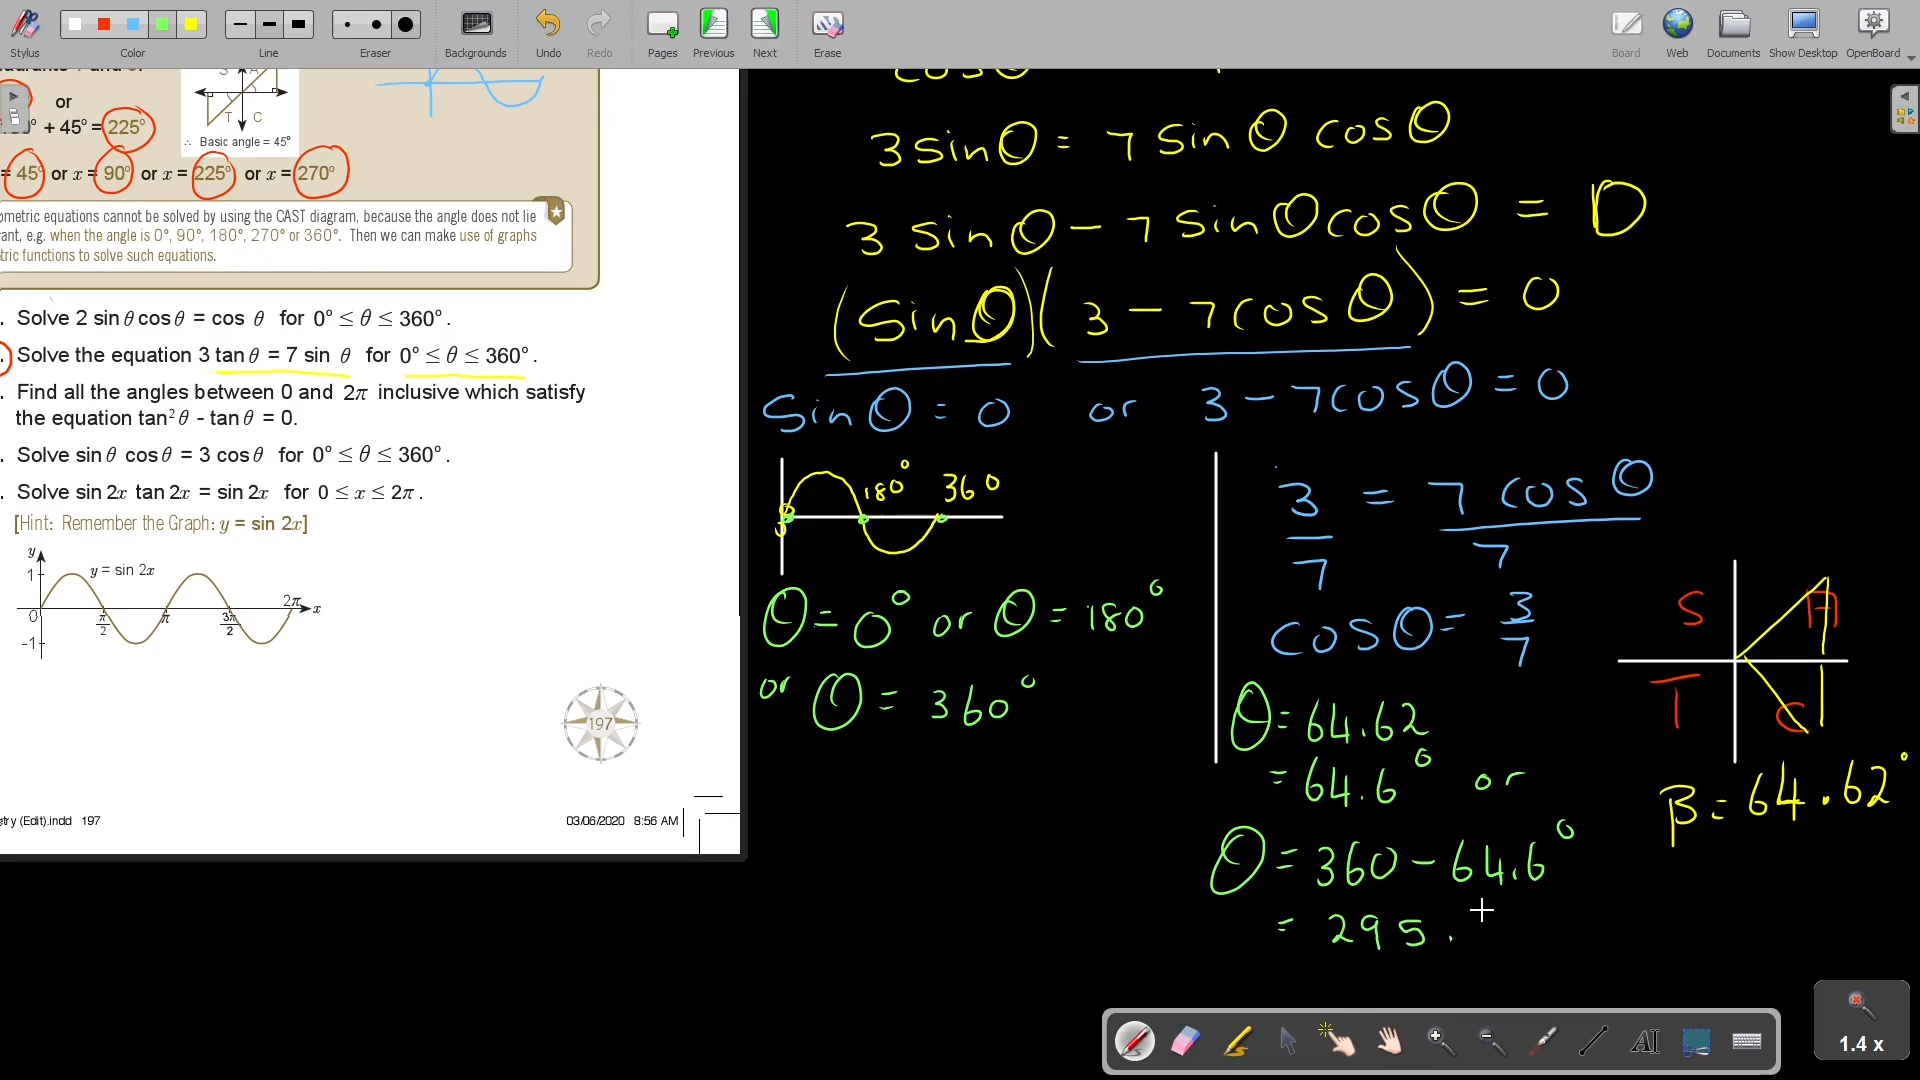 Stylus
Color
Line
Eraser
Backgrounds
Undo
Redo
Pages
Previous
Next
Erase
Board
Web
Documents
Show Desktop
OpenBoard
or
+ 45° = 225°
S A
T C
∴ Basic angle = 45°
= 45° or x = 90° or x = 225° or x = 270°
ometric equations cannot be solved by using the CAST diagram, because the angle does not lie
ant, e.g. when the angle is 0°, 90°, 180°, 270° or 360°. Then we can make use of graphs
tric functions to solve such equations.
. Solve 2 sin θ cos θ = cos θ for 0° ≤ θ ≤ 360°.
. Solve the equation 3 tan θ = 7 sin θ for 0° ≤ θ ≤ 360°.
. Find all the angles between 0 and 2π inclusive which satisfy
the equation tan² θ - tan θ = 0.
. Solve sin θ cos θ = 3 cos θ for 0° ≤ θ ≤ 360°.
. Solve sin 2x tan 2x = sin 2x for 0 ≤ x ≤ 2π.
[Hint: Remember the Graph: y = sin 2x]
y
1
y = sin 2x
0
π/2
π
3π/2
2π
x
-1
197
try (Edit).indd 197
03/06/2020 8:56 AM
cos θ
3 sin θ = 7 sin θ cos θ
3 sin θ - 7 sin θ cos θ = 0
(sin θ)(3 - 7 cos θ) = 0
sin θ = 0 or 3 - 7 cos θ = 0
180° 360
3/7 = 7 cos θ/7
cos θ = 3/7
θ = 0° or θ = 180°
or θ = 360°
θ = 64.62
= 64.6° or
θ = 360 - 64.6°
= 295.
S A
T C
β = 64.62°
1.4 x